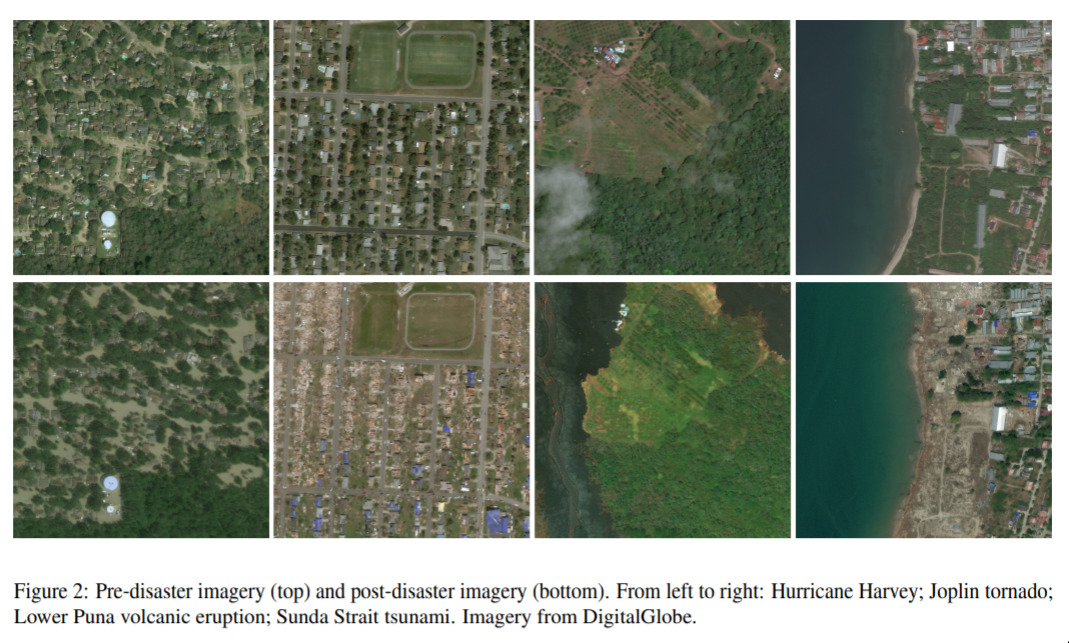 Figure 2: Pre-disaster imagery (top) and post-disaster imagery (bottom). From left to right: Hurricane Harvey; Joplin tornado;
Lower Puna volcanic eruption; Sunda Strait tsunami. Imagery from DigitalGlobe.